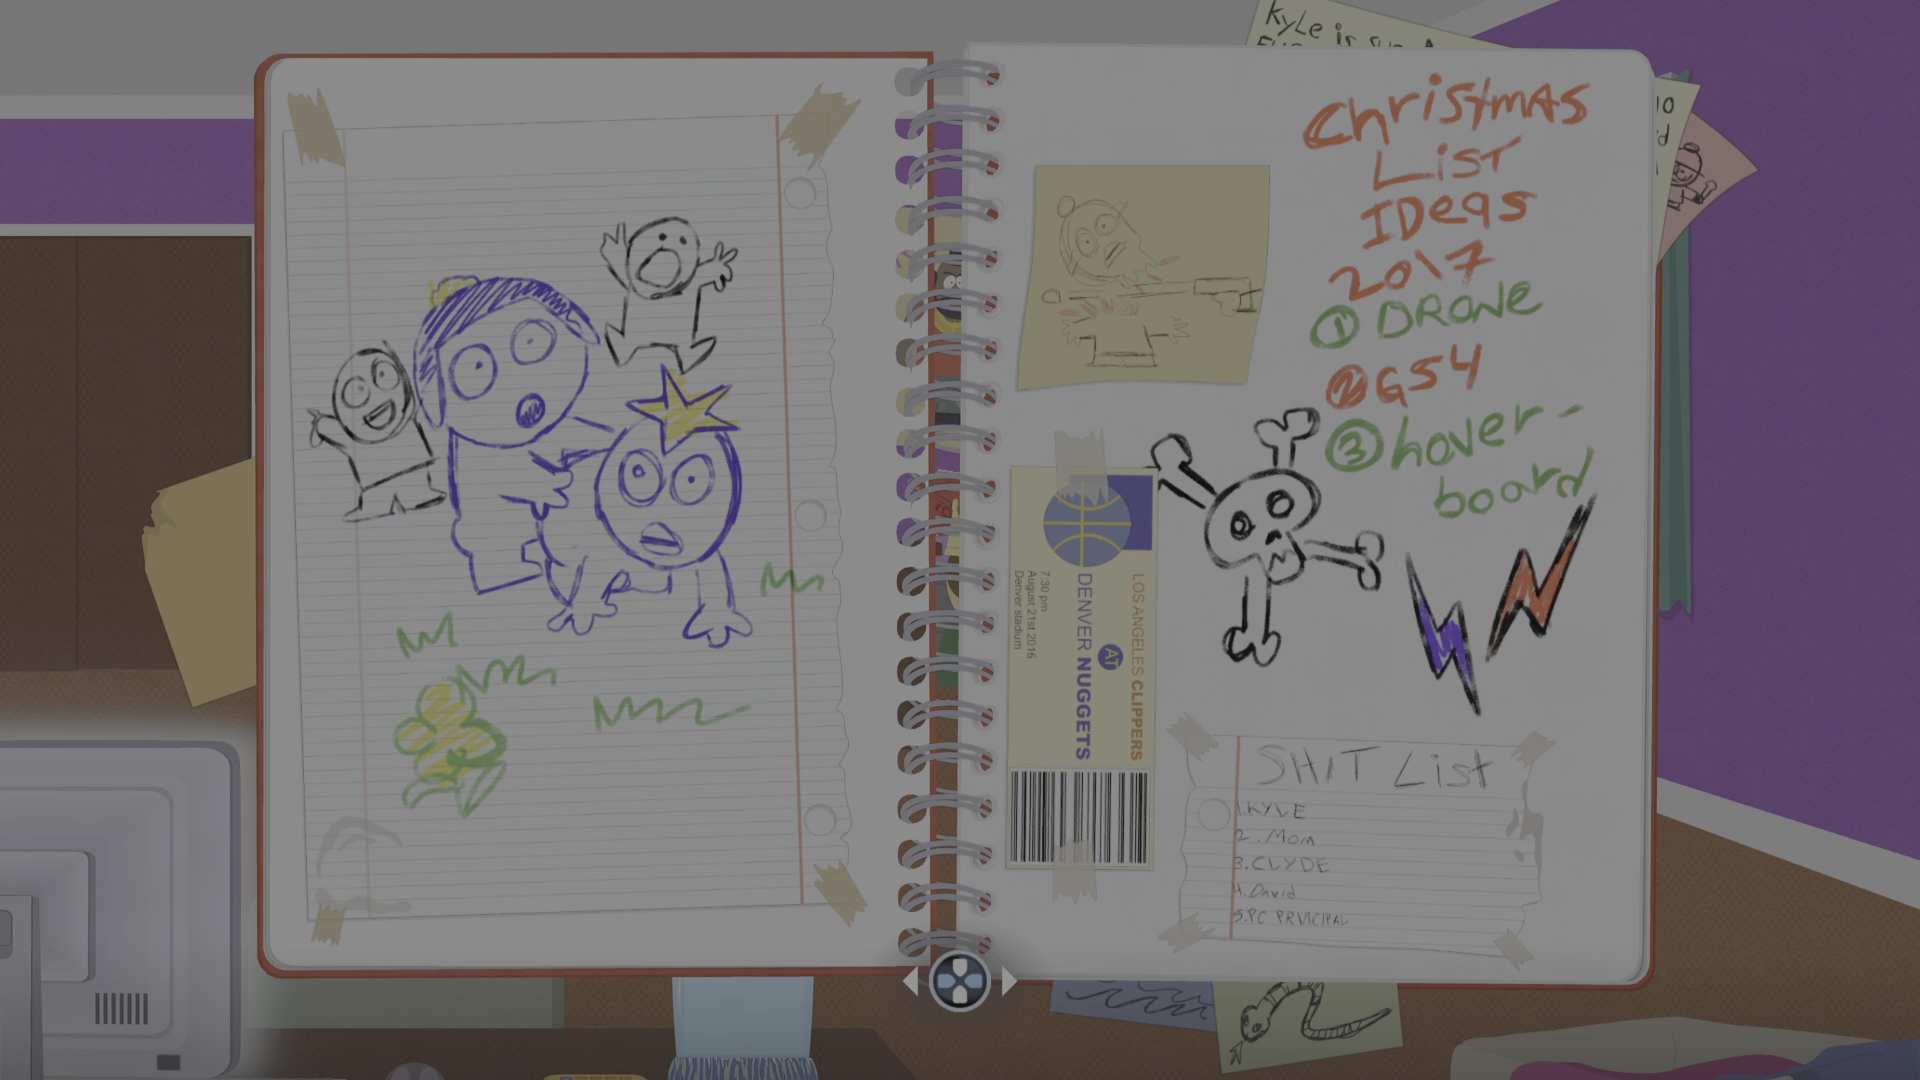 KyLe is
Christmas
List
IDeas
2017
① DRONE
② GS4
③ hover-
board
LOS ANGELES CLIPPERS
AT
DENVER NUGGETS
7:30 pm
August 21st 2016
Denver stadium
SHIT List
1.KYLE
2.Mom
3.CLYDE
4.David
5.PC PRVICIPAL